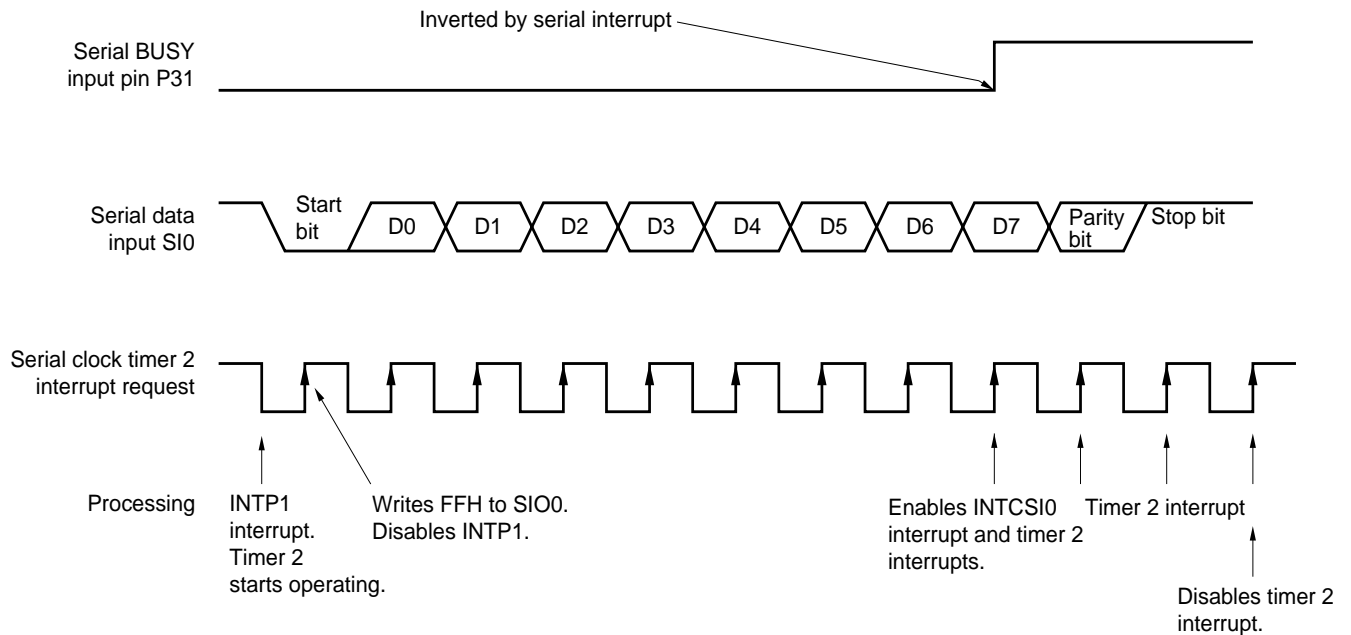 Inverted by serial interrupt
Serial BUSY
input pin P31
Serial data
input SI0
Start
bit
D0
D1
D2
D3
D4
D5
D6
D7
Parity
bit
Stop bit
Serial clock timer 2
interrupt request
Processing
INTP1
interrupt.
Timer 2
starts operating.
Writes FFH to SIO0.
Disables INTP1.
Enables INTCSI0
interrupt and timer 2
interrupts.
Timer 2 interrupt
Disables timer 2
interrupt.